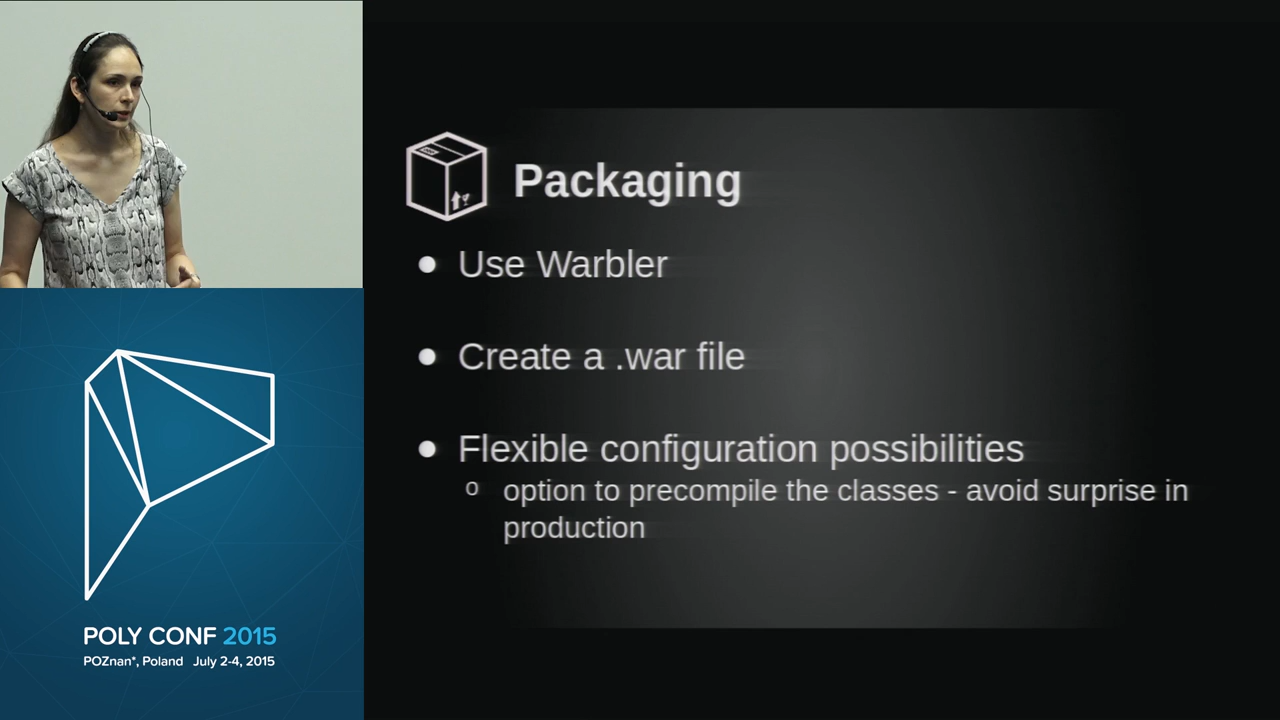 Packaging
Use Warbler
Create a .war file
Flexible configuration possibilities
option to precompile the classes - avoid surprise in
production
POLY CONF 2015
POZnan*, Poland July 2-4, 2015